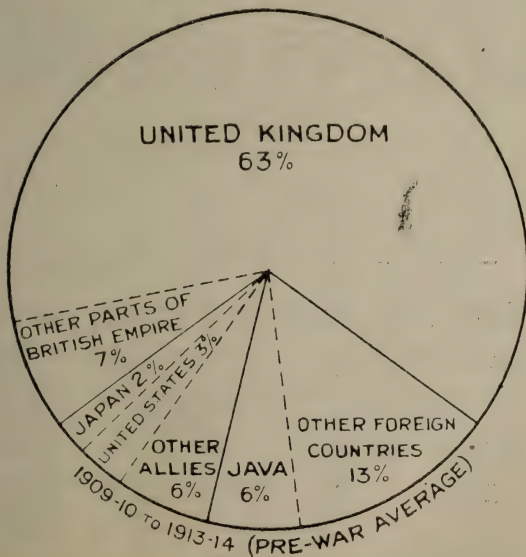 UNITED KINGDOM
63%
OTHER PARTS OF
BRITISH EMPIRE
7%
JAPAN 2%
UNITED STATES 3%
OTHER
ALLIES
6%
JAVA
6%
OTHER FOREIGN
COUNTRIES
13%
1909-10 TO 1913-14 (PRE-WAR AVERAGE)